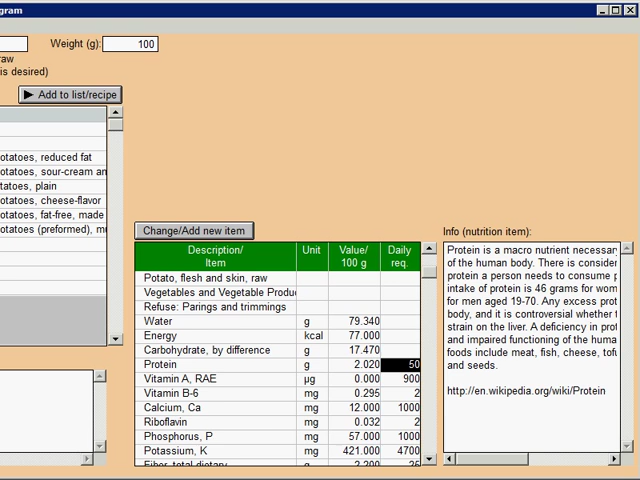 gram
Weight (g): 100
raw
is desired)
Add to list/recipe
otatoes, reduced fat
otatoes, sour-cream an
tatoes, plain
otatoes, cheese-flavor
otatoes, fat-free, made
otatoes (preformed), m
Change/Add new item
Description/ Item Unit Value/ 100 g Daily req.
Potato, flesh and skin, raw
Vegetables and Vegetable Produ
Refuse: Parings and trimmings
Water g 79.340
Energy kcal 77.000
Carbohydrate, by difference g 17.470
Protein g 2.020 50
Vitamin A, RAE µg 0.000 900
Vitamin B-6 mg 0.295 2
Calcium, Ca mg 12.000 1000
Riboflavin mg 0.032 2
Phosphorus, P mg 57.000 1000
Potassium, K mg 421.000 4700
Fiber, total dietary g 2.200 25
Info (nutrition item):
Protein is a macro nutrient necessar
of the human body. There is consider
protein a person needs to consume p
intake of protein is 46 grams for wom
for men aged 19-70. Any excess prot
body, and it is controversial whether
strain on the liver. A deficiency in prot
and impaired functioning of the huma
foods include meat, fish, cheese, tofu
and seeds.
http://en.wikipedia.org/wiki/Protein